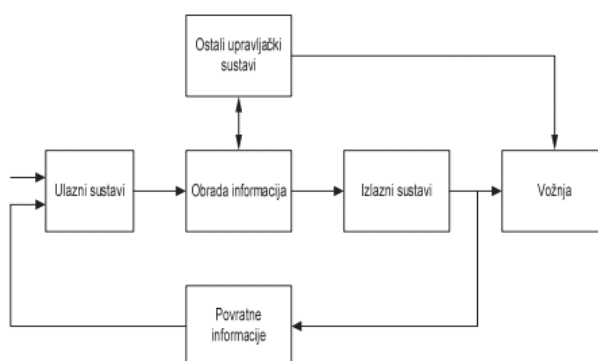 Ostali upravljački
sustavi
Ulazni sustavi
Obrada informacija
Izlazni sustavi
Vožnja
Povratne
informacije